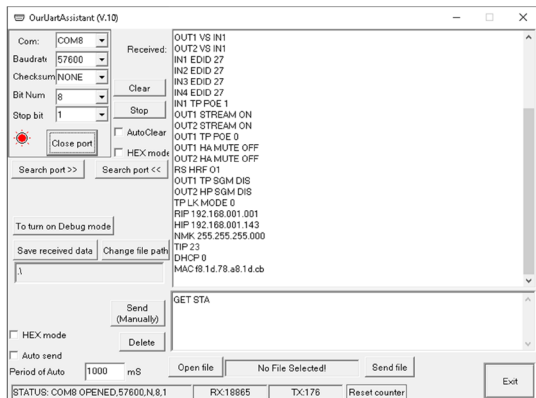 OurUartAssistant (V.10)
Com: COM8
Baudrate 57600
Checksum NONE
Bit Num 8
Stop bit 1
Close port
Received:
Clear
Stop
AutoClear
HEX mode
Search port >>
Search port <<
To turn on Debug mode
Save received data
Change file path
.\
OUT1 VS IN1
OUT2 VS IN1
IN1 EDID 27
IN2 EDID 27
IN3 EDID 27
IN4 EDID 27
IN1 TP POE 1
OUT1 STREAM ON
OUT2 STREAM ON
OUT1 TP POE 0
OUT1 HA MUTE OFF
OUT2 HA MUTE OFF
RS HRF O1
OUT1 TP SGM DIS
OUT2 HP SGM DIS
TP LK MODE 0
RIP 192.168.001.001
HIP 192.168.001.143
NMK 255.255.255.000
TIP 23
DHCP 0
MAC f8.1d.78.a8.1d.cb
Send
(Manually)
Delete
GET STA
HEX mode
Auto send
Period of Auto 1000 mS
Open file
No File Selected!
Send file
Exit
STATUS: COM8 OPENED,57600,N,8,1
RX:18865
TX:176
Reset counter